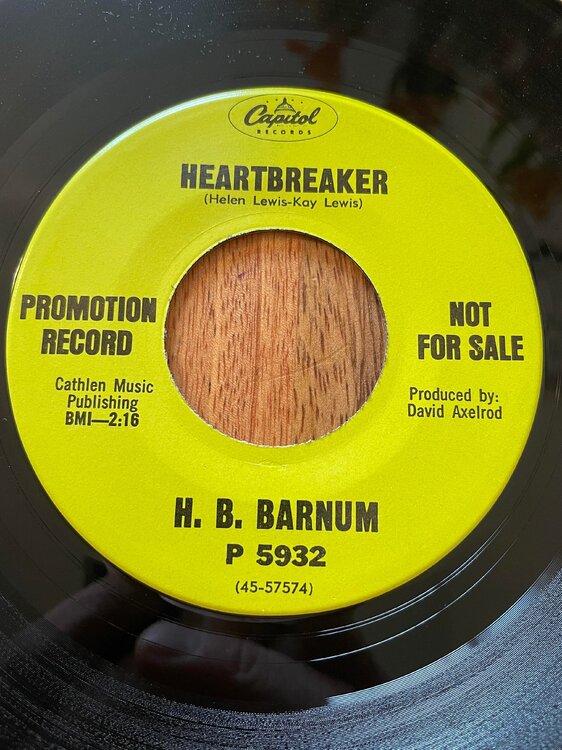 Capitol
RECORDS
HEARTBREAKER
(Helen Lewis-Kay Lewis)
PROMOTION
RECORD
Cathlen Music
Publishing
BMI—2:16
NOT
FOR SALE
Produced by:
David Axelrod
H. B. BARNUM
P 5932
(45-57574)